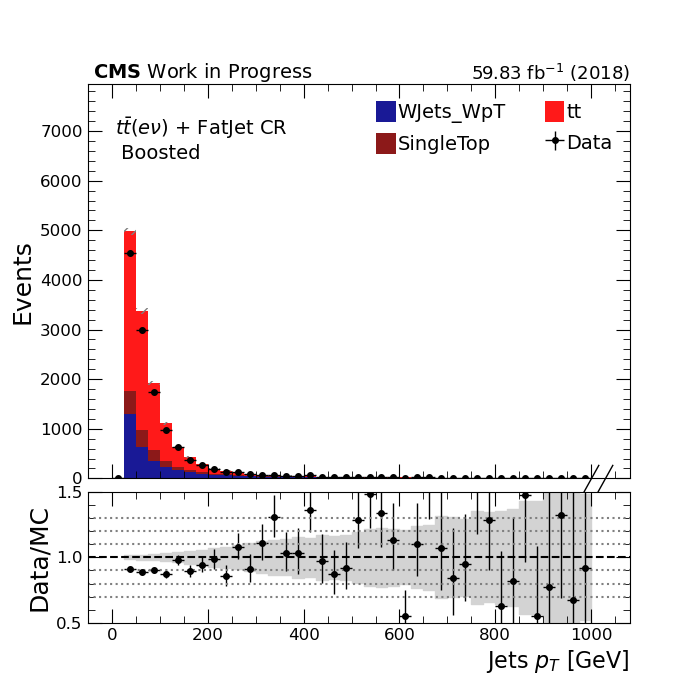 CMS Work in Progress 59.83 fb⁻¹ (2018)
tt̄(eν) + FatJet CR
Boosted
WJets_WpT tt
SingleTop Data
Events
7000
6000
5000
4000
3000
2000
1000
0
Data/MC
1.5
1.0
0.5
0 200 400 600 800 1000
Jets p_T [GeV]